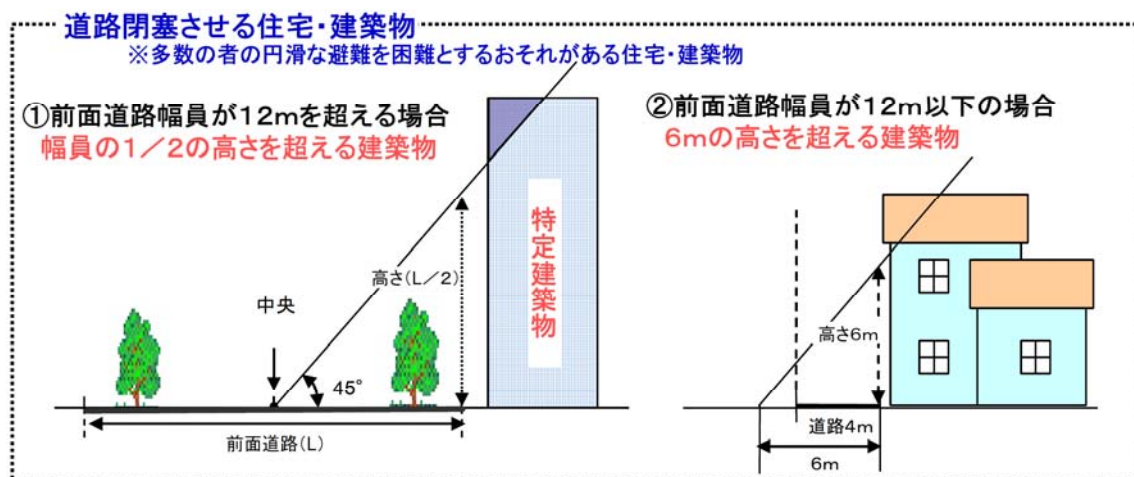 道路閉塞させる住宅・建築物
※多数の者の円滑な避難を困難とするおそれがある住宅・建築物
①前面道路幅員が12mを超える場合
幅員の1/2の高さを超える建築物
特定建築物
高さ(L/2)
中央
45°
前面道路(L)
②前面道路幅員が12m以下の場合
6mの高さを超える建築物
高さ6m
道路4m
6m